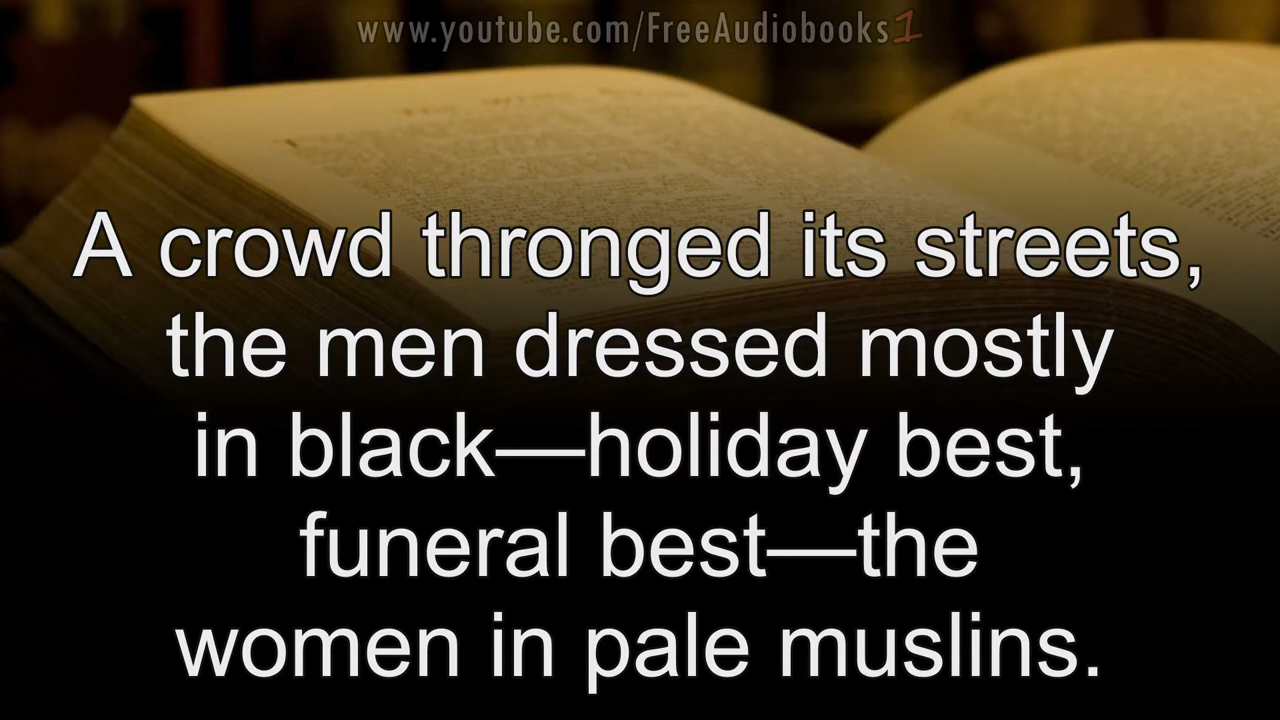 www.youtube.com/FreeAudiobooks1
A crowd thronged its streets,
the men dressed mostly
in black—holiday best,
funeral best—the
women in pale muslins.